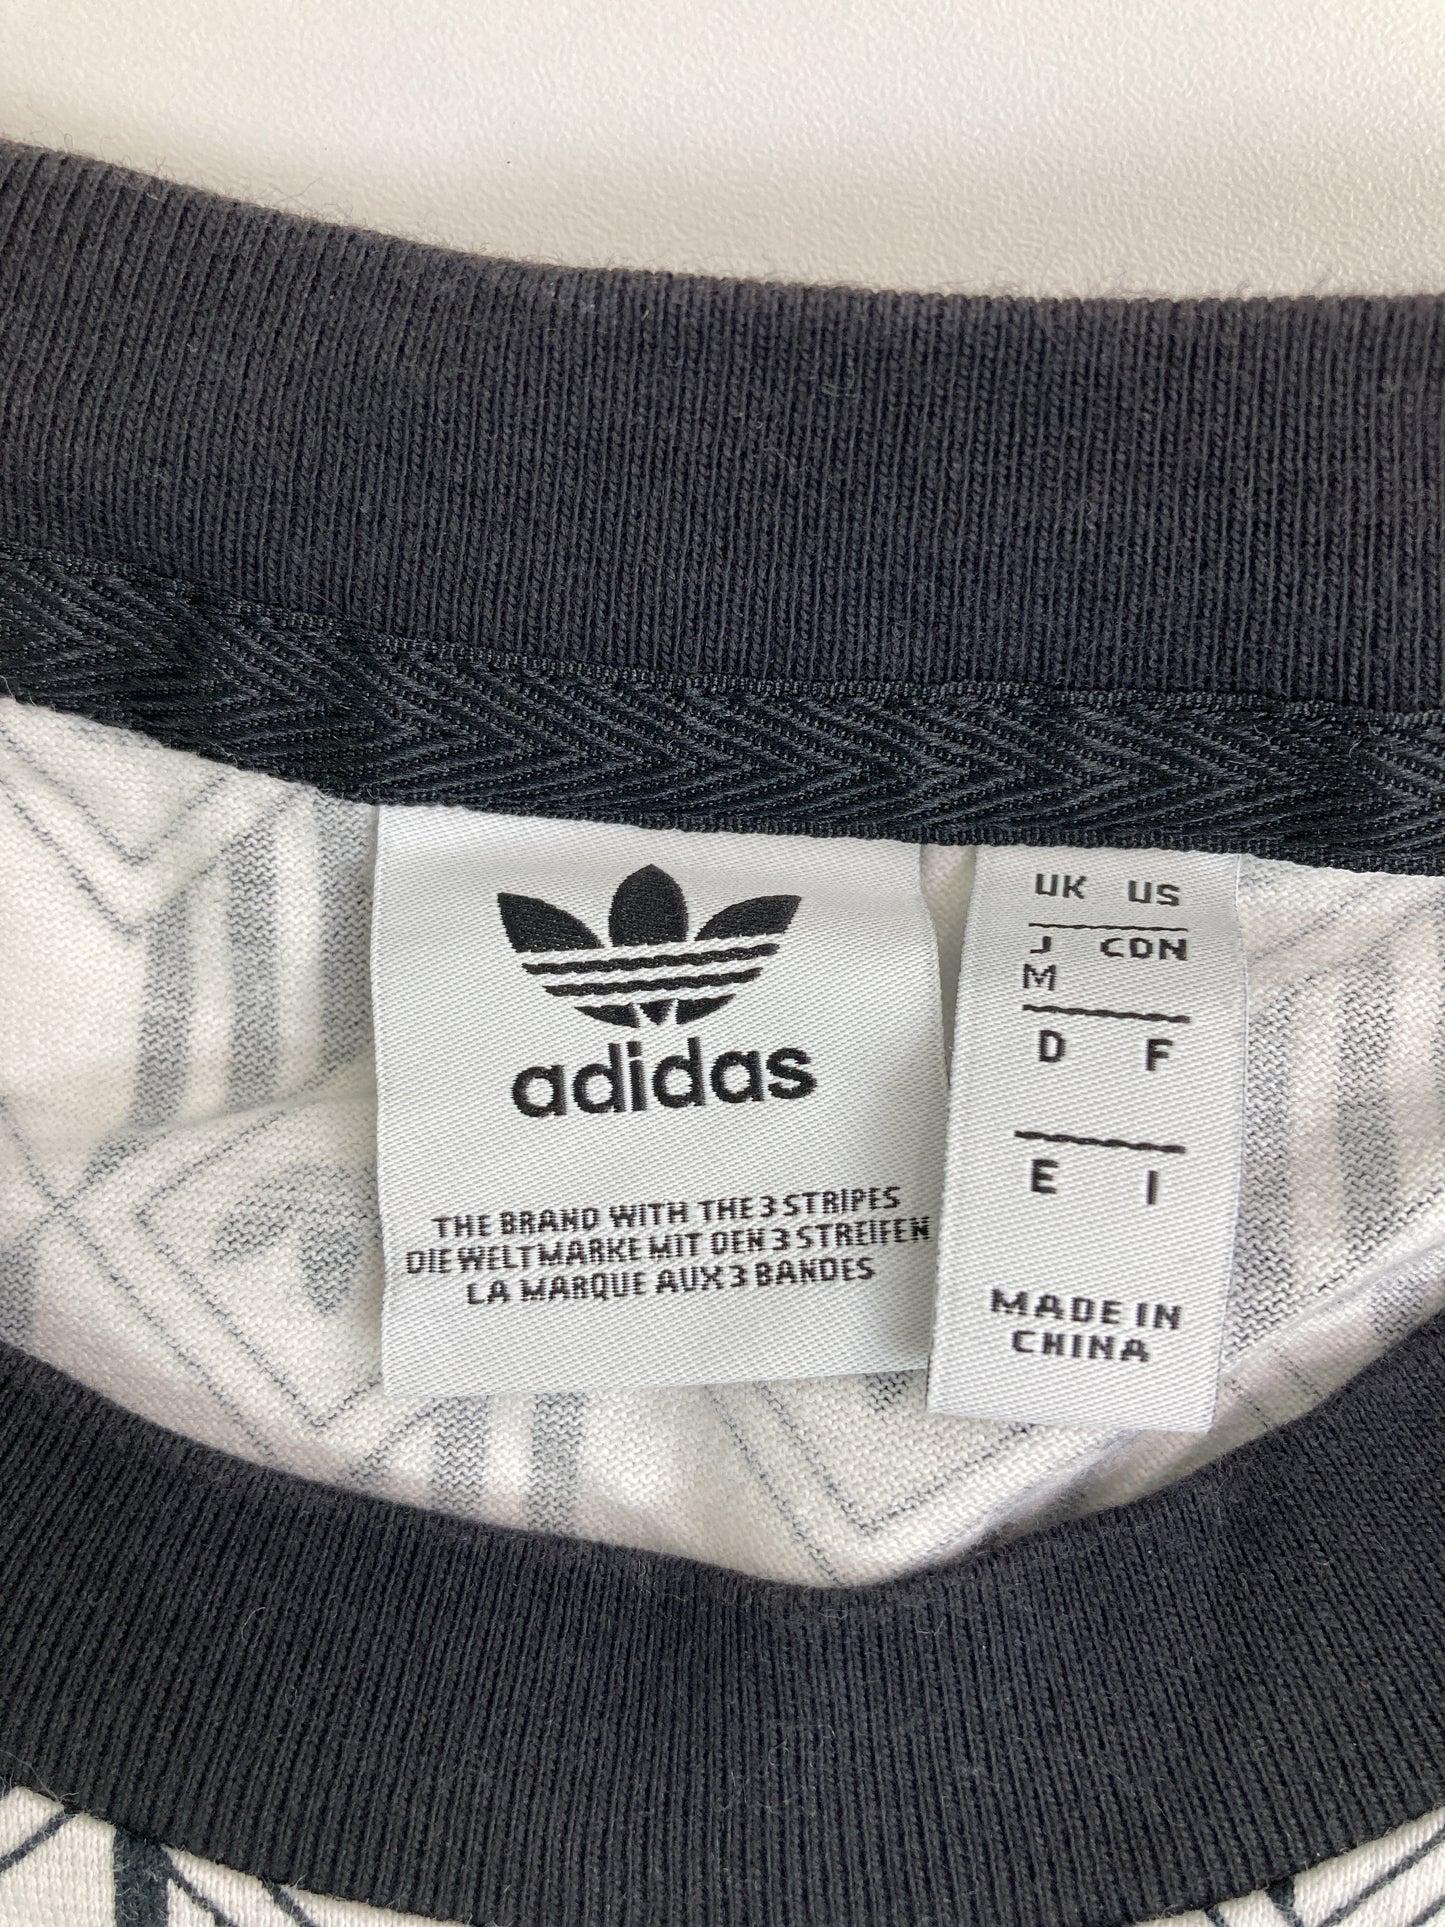 adidas
THE BRAND WITH THE 3 STRIPES
DIE WELTMARKE MIT DEN 3 STREIFEN
LA MARQUE AUX 3 BANDES
UK US
J CDN
M
D F
E I
MADE IN
CHINA